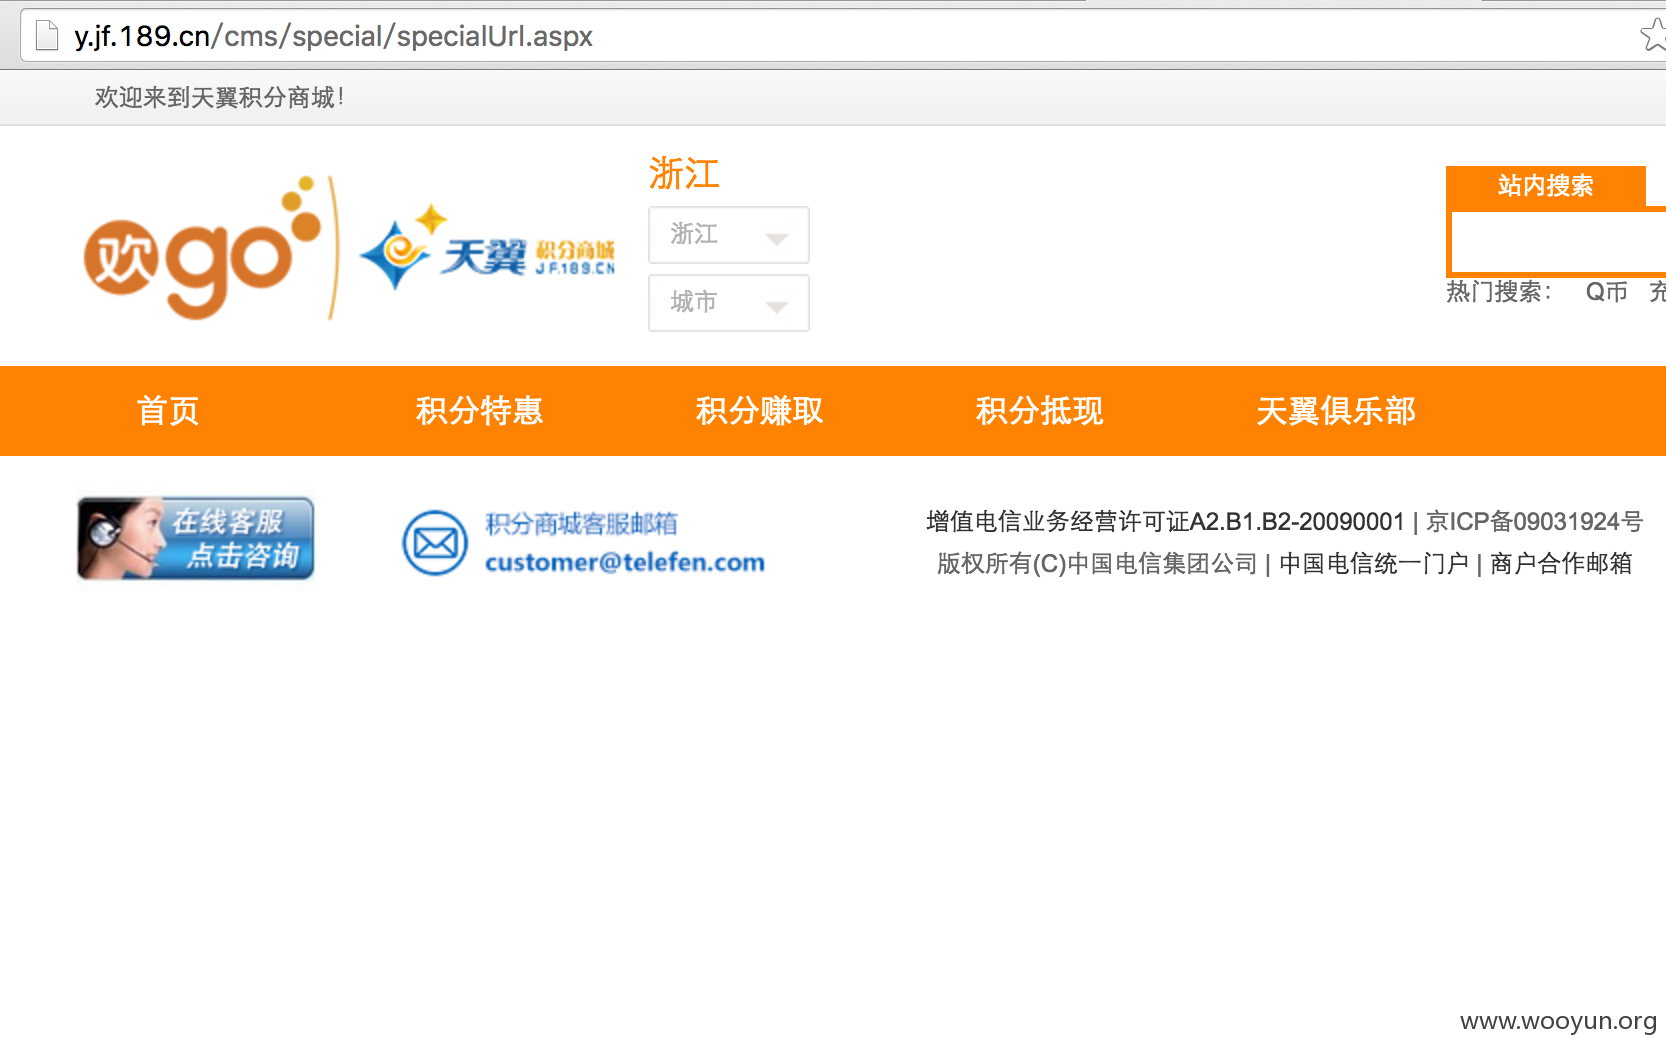 y.jf.189.cn/cms/special/specialUrl.aspx
欢迎来到天翼积分商城！
欢go
天翼 积分商城
JF.189.CN
浙江
浙江
城市
站内搜索
热门搜索： Q币
首页 积分特惠 积分赚取 积分抵现 天翼俱乐部
在线客服
点击咨询
积分商城客服邮箱
customer@telefen.com
增值电信业务经营许可证A2.B1.B2-20090001 | 京ICP备09031924号
版权所有(C)中国电信集团公司 | 中国电信统一门户 | 商户合作邮箱
www.wooyun.org